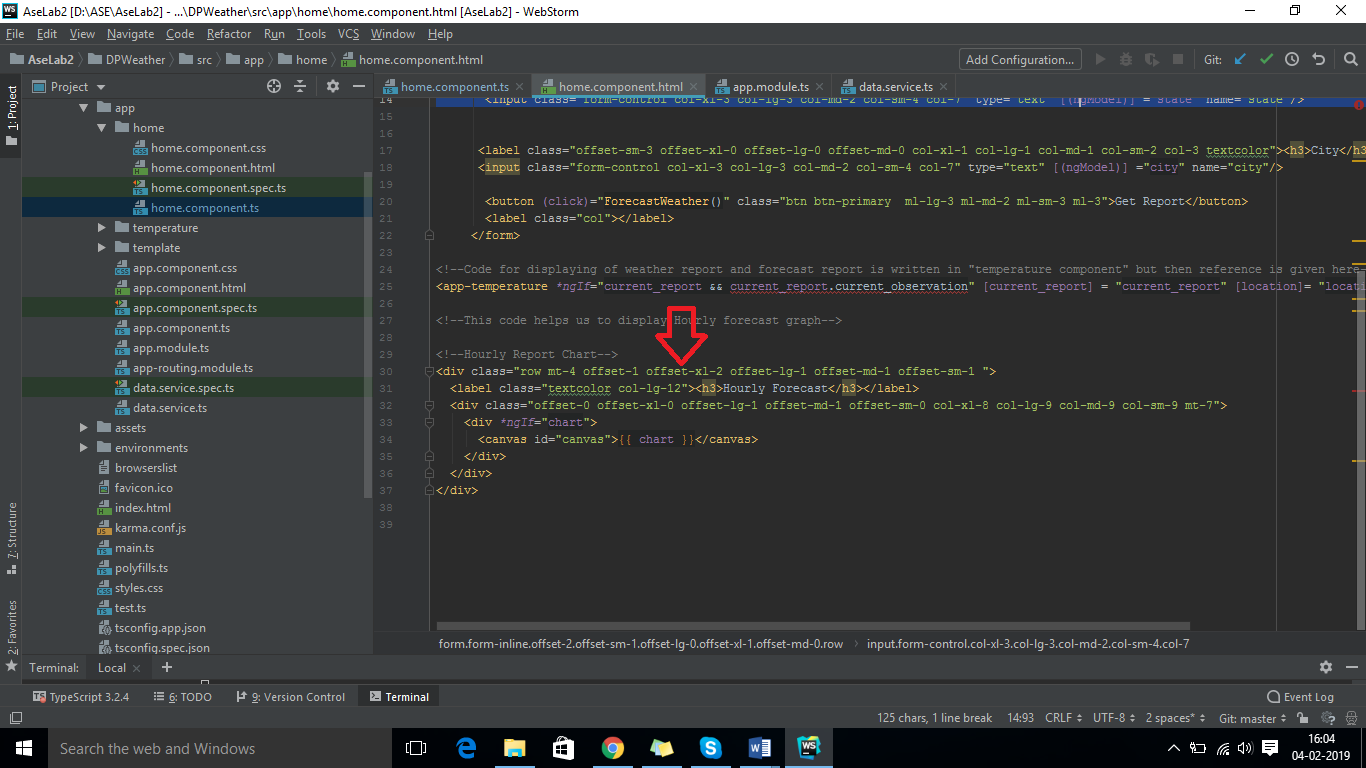 AseLab2 [D:\ASE\AseLab2] - ...\DPWeather\src\app\home\home.component.html [AseLab2] - WebStorm
File Edit View Navigate Code Refactor Run Tools VCS Window Help
AseLab2 DPWeather src app home home.component.html Add Configuration... Git:
1: Project
Project
home.component.ts home.component.html app.module.ts data.service.ts
app
home
home.component.css
home.component.html
home.component.spec.ts
home.component.ts
temperature
template
app.component.css
app.component.html
app.component.spec.ts
app.component.ts
app.module.ts
app-routing.module.ts
data.service.spec.ts
data.service.ts
assets
environments
browserslist
favicon.ico
index.html
karma.conf.js
main.ts
polyfills.ts
styles.css
test.ts
tsconfig.app.json
tsconfig.spec.json
7: Structure
2: Favorites
14 <input class="form-control col-xl-3 col-lg-3 col-md-2 col-sm-4 col-7" type="text" [(ngModel)] ="state" name="state"/>
15
16
17 <label class="offset-sm-3 offset-xl-0 offset-lg-0 offset-md-0 col-xl-1 col-lg-1 col-md-1 col-sm-2 col-3 textcolor"><h3>City</h3
18 <input class="form-control col-xl-3 col-lg-3 col-md-2 col-sm-4 col-7" type="text" [(ngModel)] ="city" name="city"/>
19
20 <button (click)="ForecastWeather()" class="btn btn-primary  ml-lg-3 ml-md-2 ml-sm-3 ml-3">Get Report</button>
21 <label class="col"></label>
22 </form>
23
24 <!--Code for displaying of weather report and forecast report is written in "temperature component" but then reference is given here-
25 <app-temperature *ngIf="current_report && current_report.current_observation" [current_report] = "current_report" [location]= "locati
26
27 <!--This code helps us to display Hourly forecast graph-->
28
29 <!--Hourly Report Chart-->
30 <div class="row mt-4 offset-1 offset-xl-2 offset-lg-1 offset-md-1 offset-sm-1 ">
31 <label class="textcolor col-lg-12"><h3>Hourly Forecast</h3></label>
32 <div class="offset-0 offset-xl-0 offset-lg-1 offset-md-1 offset-sm-0 col-xl-8 col-lg-9 col-md-9 col-sm-9 mt-7">
33 <div *ngIf="chart">
34 <canvas id="canvas">{{ chart }}</canvas>
35 </div>
36 </div>
37 </div>
38
39
form.form-inline.offset-2.offset-sm-1.offset-lg-0.offset-xl-1.offset-md-0.row input.form-control.col-xl-3.col-lg-3.col-md-2.col-sm-4.col-7
Terminal: Local
TypeScript 3.2.4 6: TODO 9: Version Control Terminal Event Log
125 chars, 1 line break 14:93 CRLF UTF-8 2 spaces* Git: master
Search the web and Windows
16:04
04-02-2019